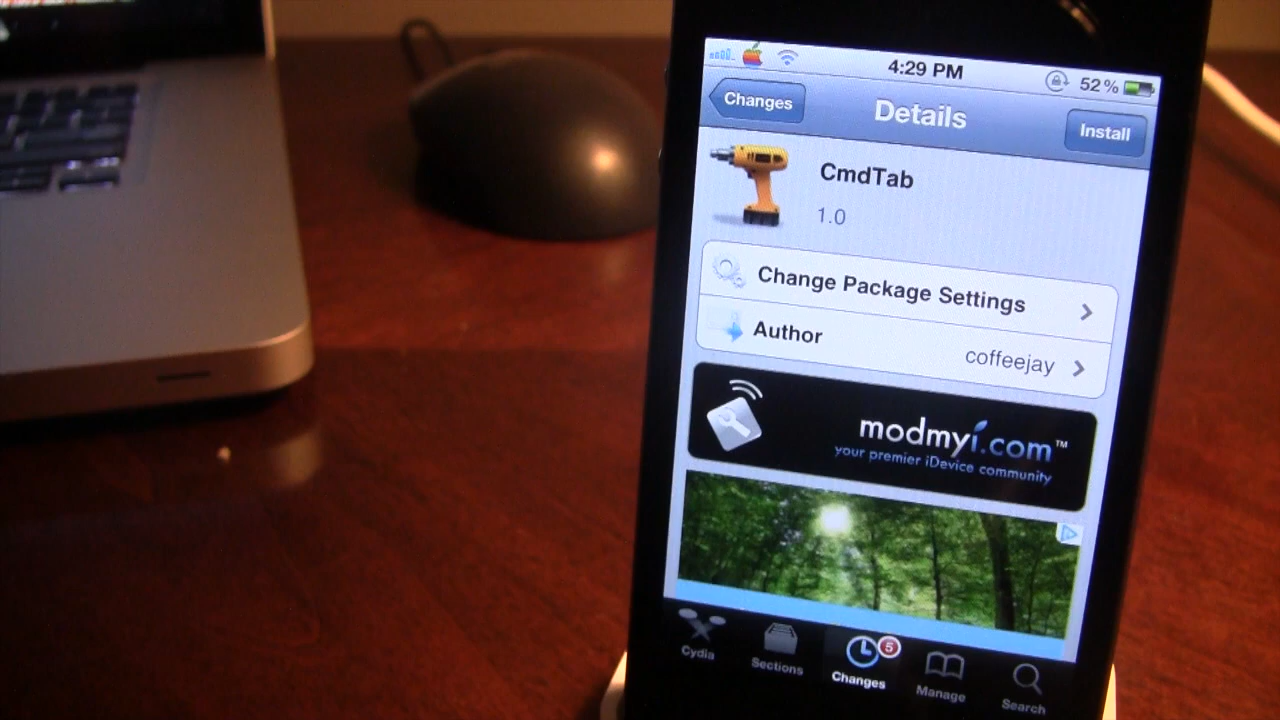 4:29 PM
52%
Changes
Details
Install
CmdTab
1.0
Change Package Settings
Author
coffeejay
modmyi.com™
your premier iDevice community
Cydia
Sections
Changes
5
Manage
Search